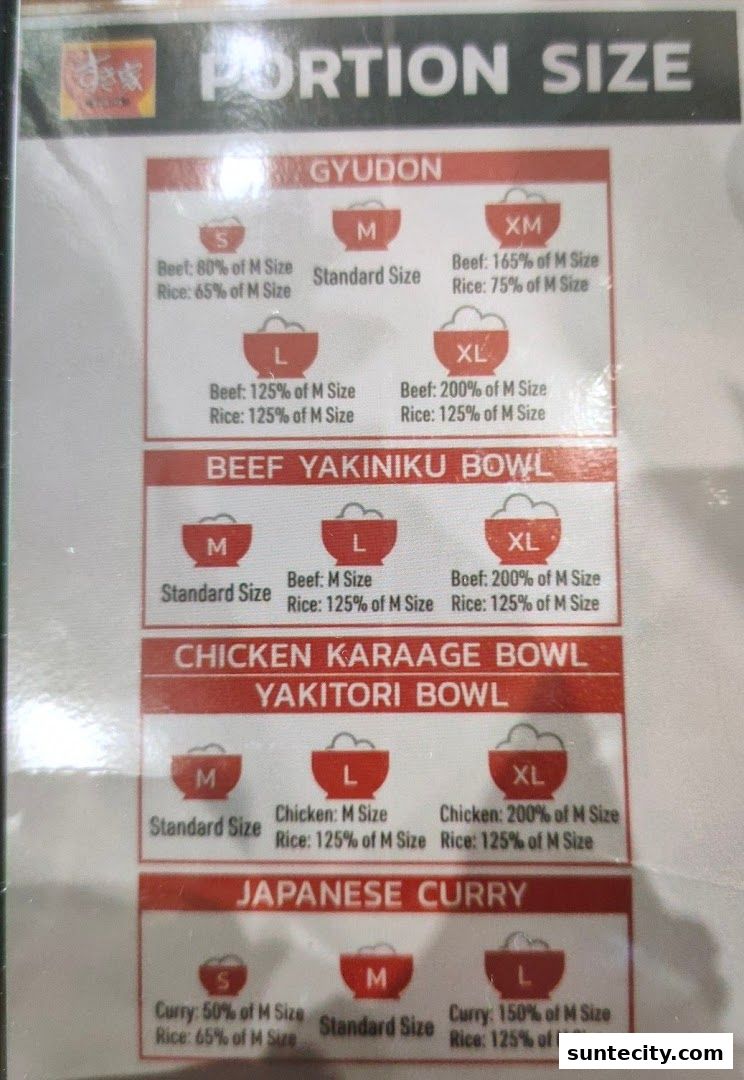 すき家
PORTION SIZE
GYUDON
S
M
XM
Beef: 80% of M Size
Rice: 65% of M Size
Standard Size
Beef: 165% of M Size
Rice: 75% of M Size
L
XL
Beef: 125% of M Size
Rice: 125% of M Size
Beef: 200% of M Size
Rice: 125% of M Size
BEEF YAKINIKU BOWL
M
L
XL
Standard Size
Beef: M Size
Rice: 125% of M Size
Beef: 200% of M Size
Rice: 125% of M Size
CHICKEN KARAAGE BOWL
YAKITORI BOWL
M
L
XL
Standard Size
Chicken: M Size
Rice: 125% of M Size
Chicken: 200% of M Size
Rice: 125% of M Size
JAPANESE CURRY
S
M
L
Curry: 50% of M Size
Rice: 65% of M Size
Standard Size
Curry: 150% of M Size
Rice: 125% of
suntecity.com